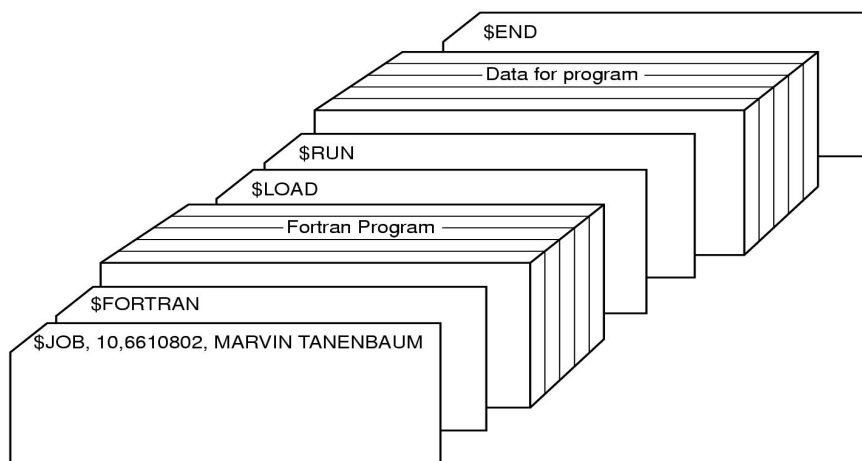 $END
Data for program
$RUN
$LOAD
Fortran Program
$FORTRAN
$JOB, 10,6610802, MARVIN TANENBAUM